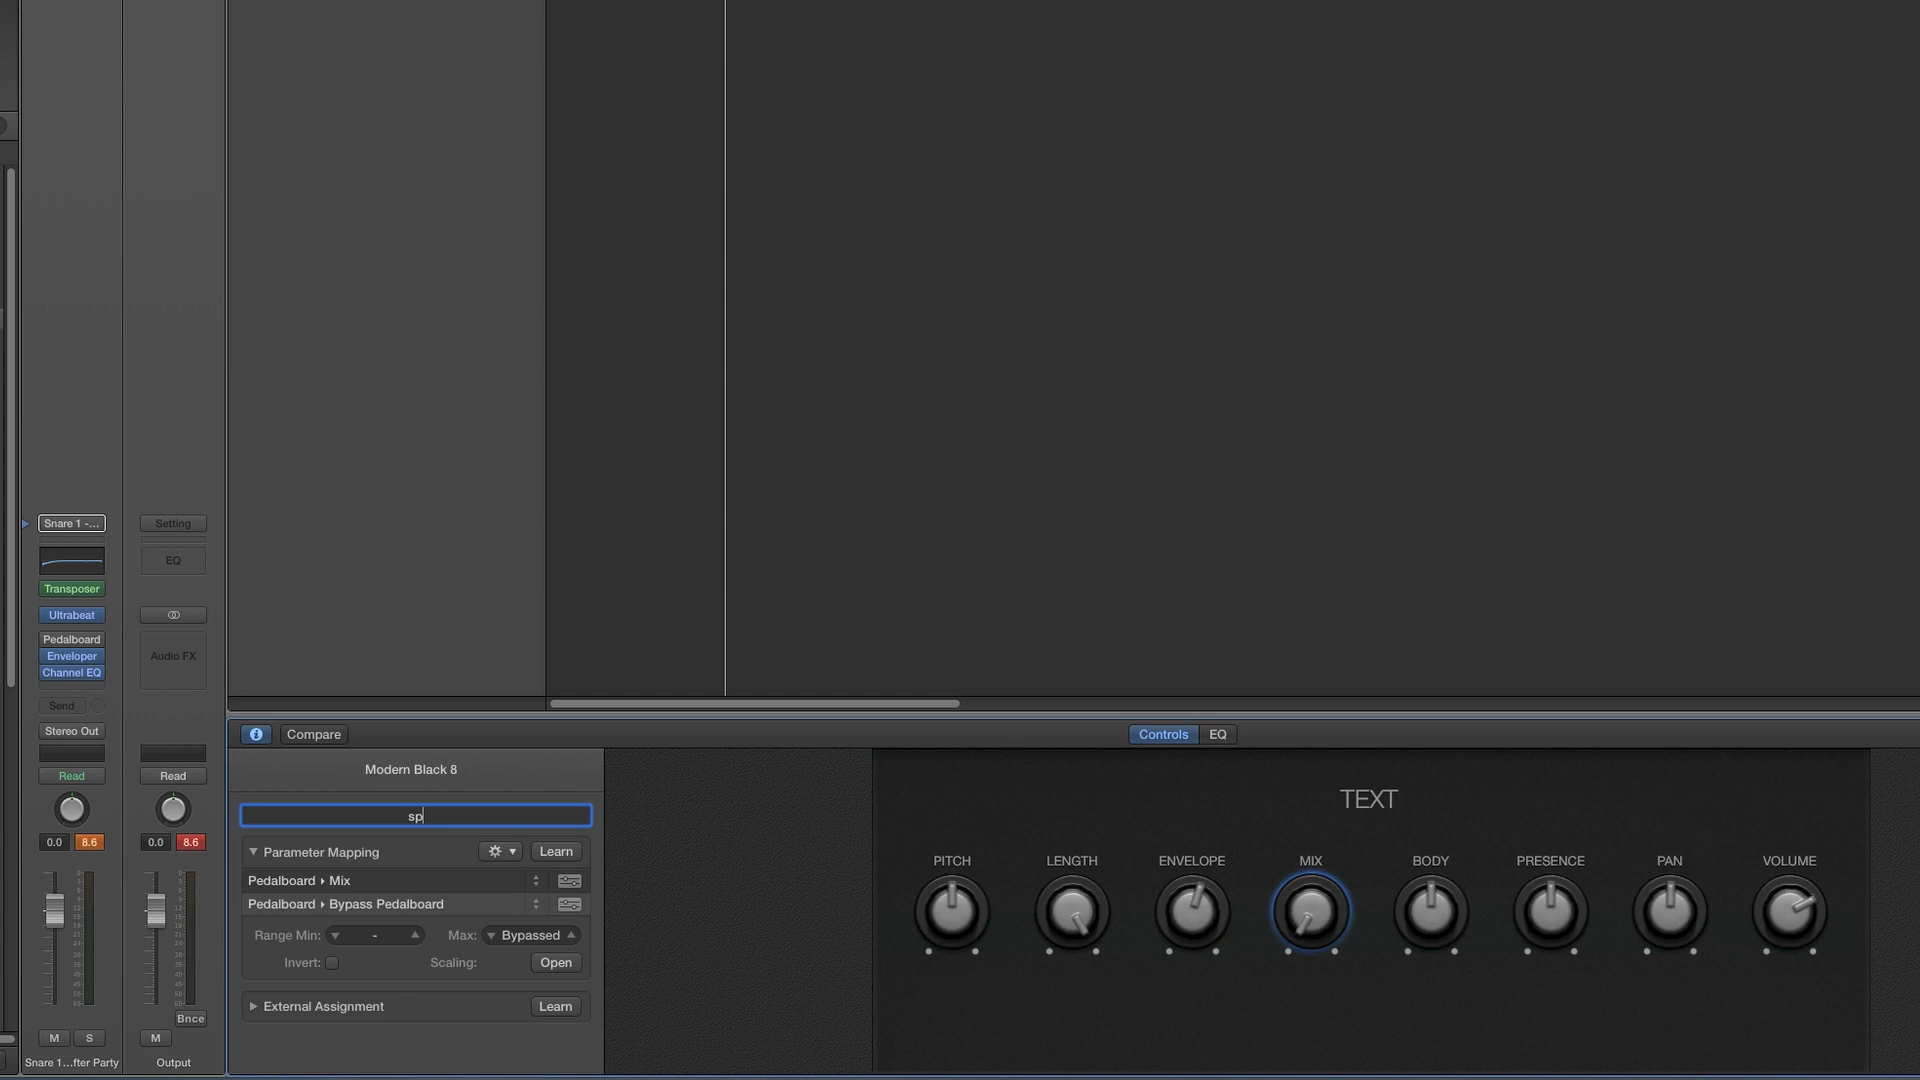 Snare 1 -...
Setting
EQ
Transposer
Ultrabeat
Pedalboard
Enveloper
Audio FX
Channel EQ
Send
Stereo Out
Read
Read
0.0
8.6
0.0
8.6
Bnce
M
S
M
Snare 1...fter Party
Output
i
Compare
Controls
EQ
Modern Black 8
sp
Parameter Mapping
Learn
Pedalboard ‣ Mix
Pedalboard ‣ Bypass Pedalboard
Range Min:
-
Max:
Bypassed
Invert:
Scaling:
Open
External Assignment
Learn
TEXT
PITCH
LENGTH
ENVELOPE
MIX
BODY
PRESENCE
PAN
VOLUME